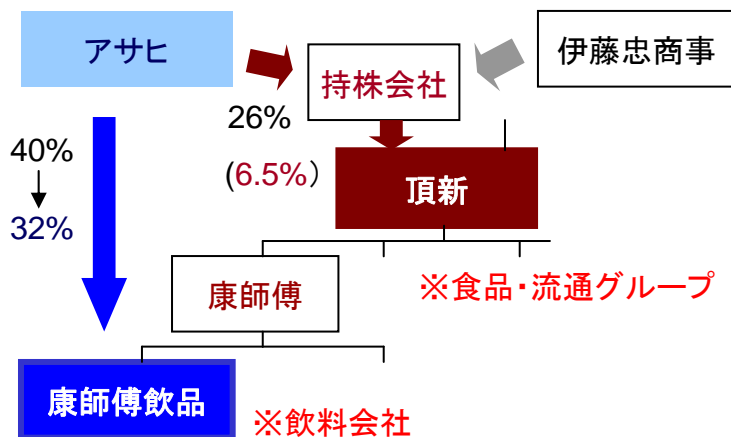 アサヒ
伊藤忠商事
持株会社
26%
(6.5%)
40%
32%
頂新
康師傅
※食品・流通グループ
康師傅飲品
※飲料会社